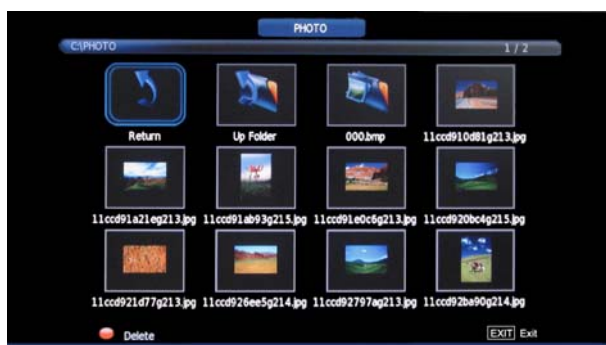 PHOTO
C:\PHOTO 1 / 2
Return Up Folder 000.bmp 11ccd910d81g213.jpg
11ccd91a21eg213.jpg 11ccd91ab93g215.jpg 11ccd91e0c6g213.jpg 11ccd920bc4g215.jpg
11ccd921d77g213.jpg 11ccd926ee5g214.jpg 11ccd92797ag213.jpg 11ccd92ba90g214.jpg
Delete EXIT Exit